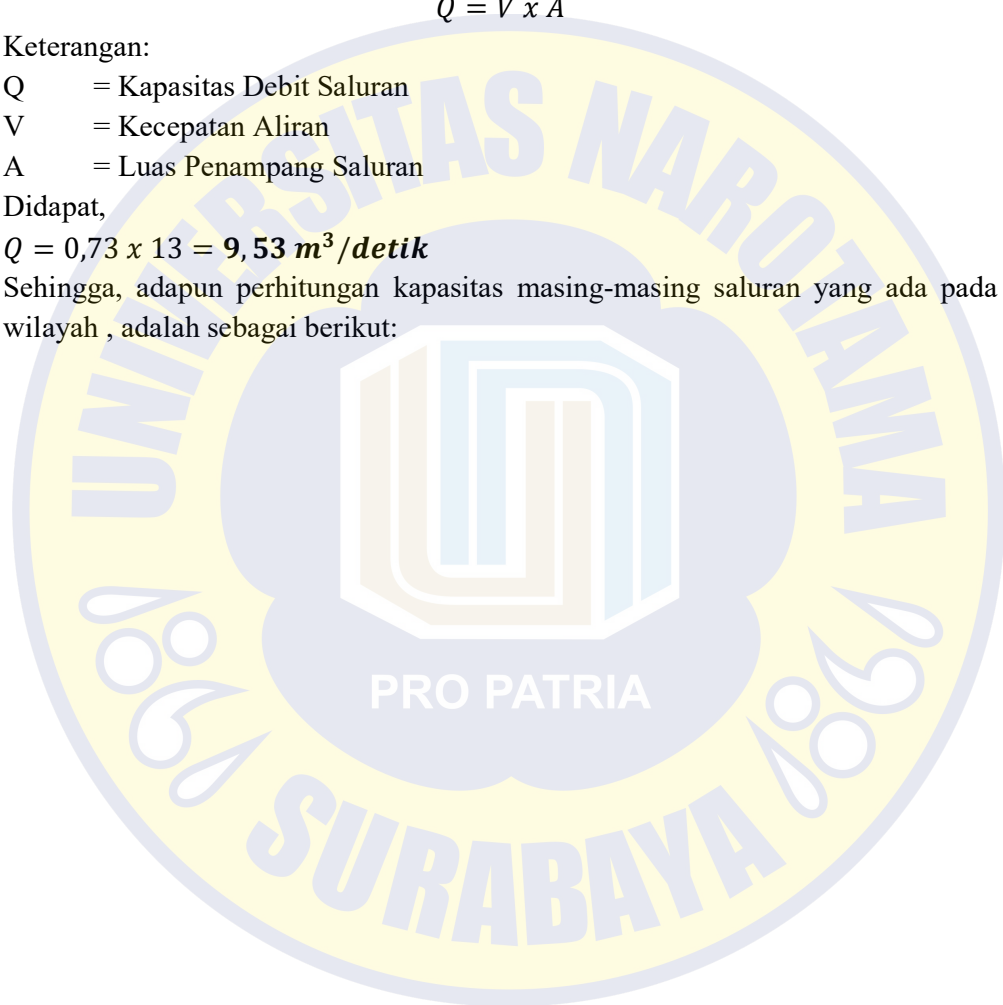 Q = V x A
Keterangan:
Q = Kapasitas Debit Saluran
V = Kecepatan Aliran
A = Luas Penampang Saluran
Didapat,
Q = 0,73 x 13 = 9,53 m³/detik
Sehingga, adapun perhitungan kapasitas masing-masing saluran yang ada pada
wilayah , adalah sebagai berikut:
UNIVERSITAS NAROTAMA
PRO PATRIA
SURABAYA